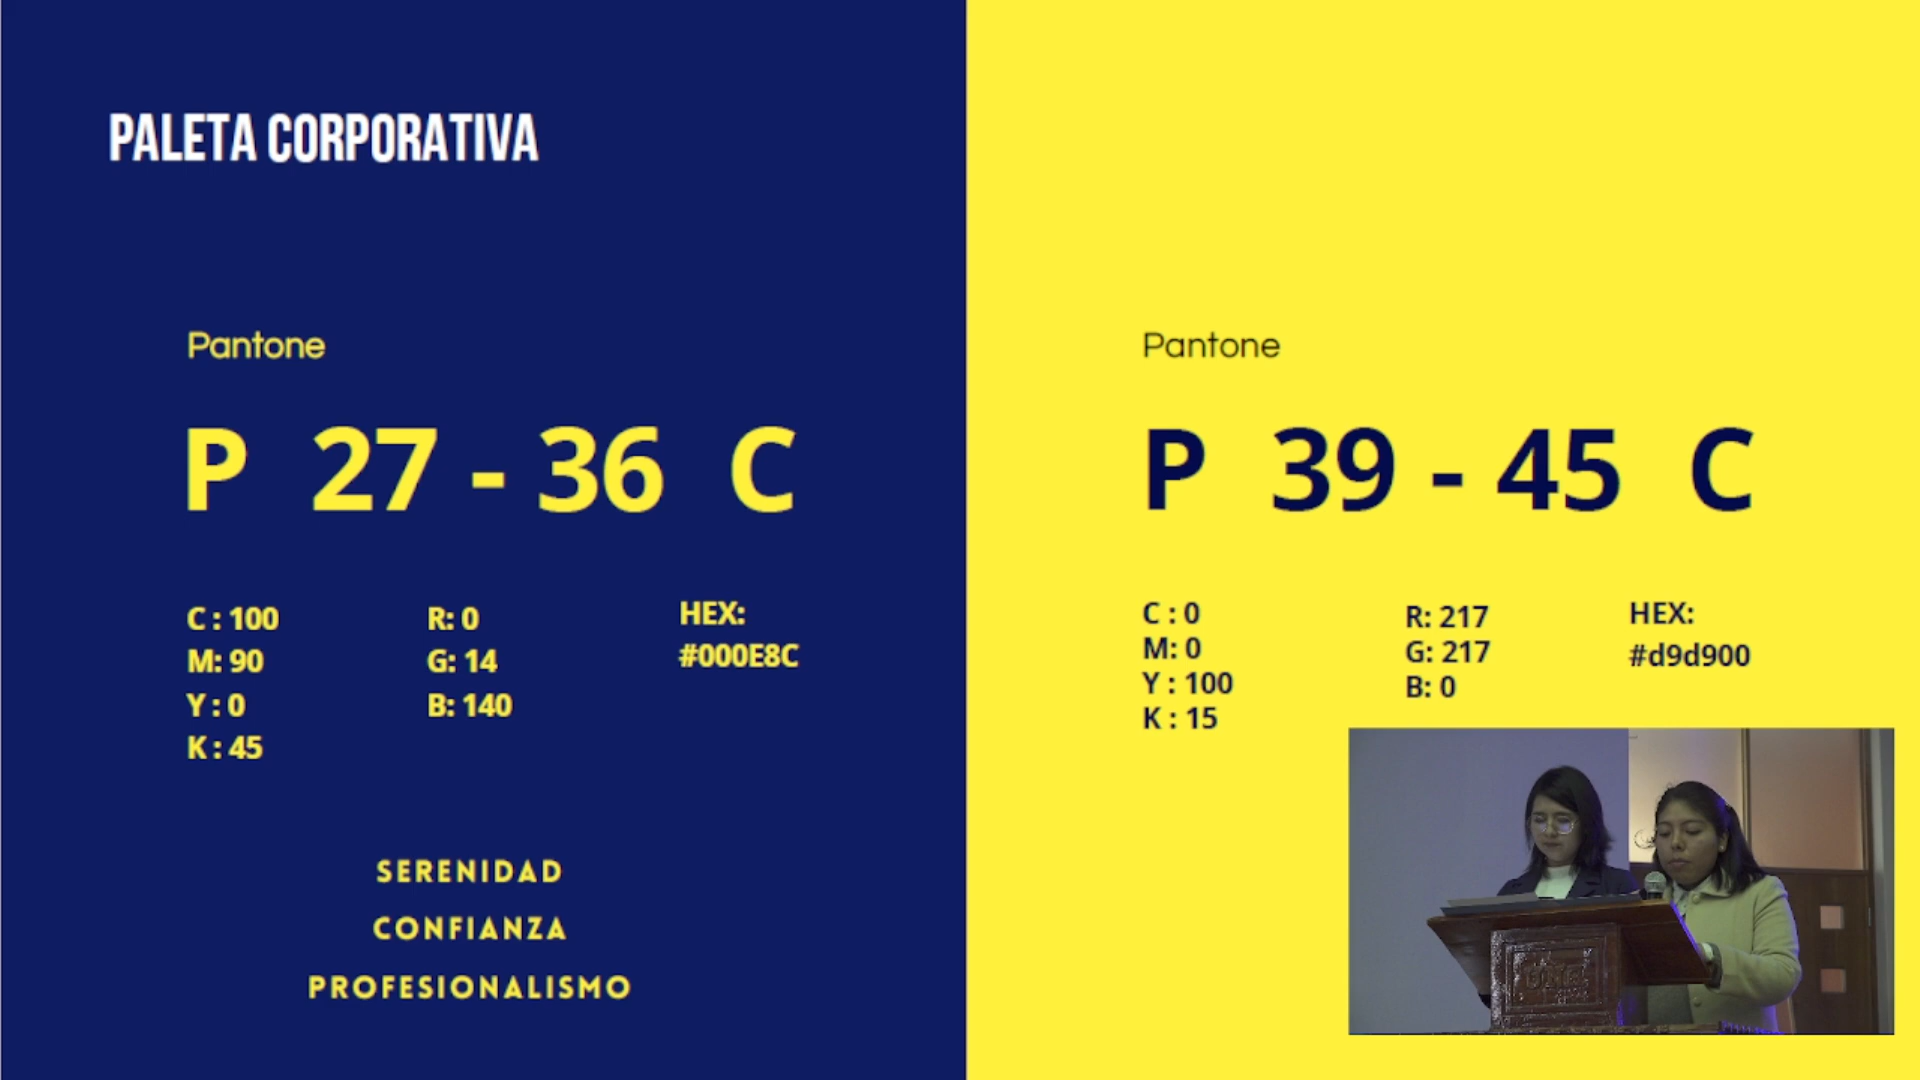 PALETA CORPORATIVA
Pantone
P 27 - 36 C
C : 100
M: 90
Y : 0
K : 45
R: 0
G: 14
B: 140
HEX:
#000E8C
SERENIDAD
CONFIANZA
PROFESIONALISMO
Pantone
P 39 - 45 C
C : 0
M: 0
Y : 100
K : 15
R: 217
G: 217
B: 0
HEX:
#d9d900